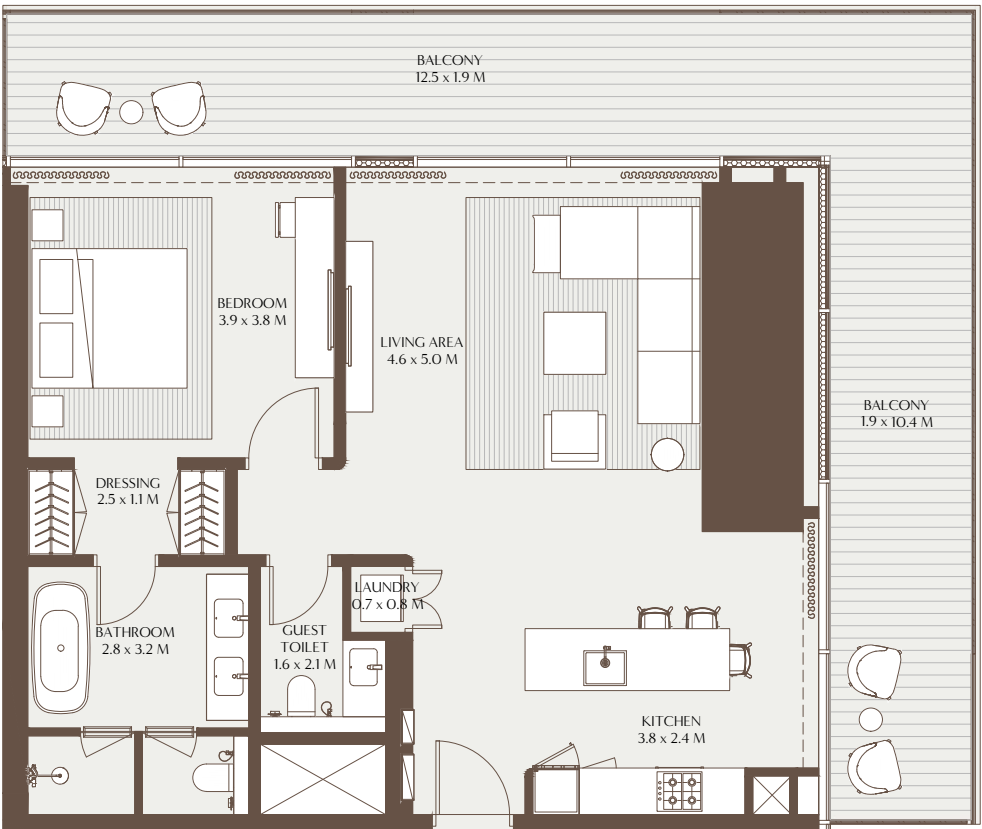 BALCONY
12.5 x 1.9 M
BEDROOM
3.9 x 3.8 M
LIVING AREA
4.6 x 5.0 M
BALCONY
1.9 x 10.4 M
DRESSING
2.5 x 1.1 M
LAUNDRY
0.7 x 0.8 M
BATHROOM
2.8 x 3.2 M
GUEST
TOILET
1.6 x 2.1 M
KITCHEN
3.8 x 2.4 M